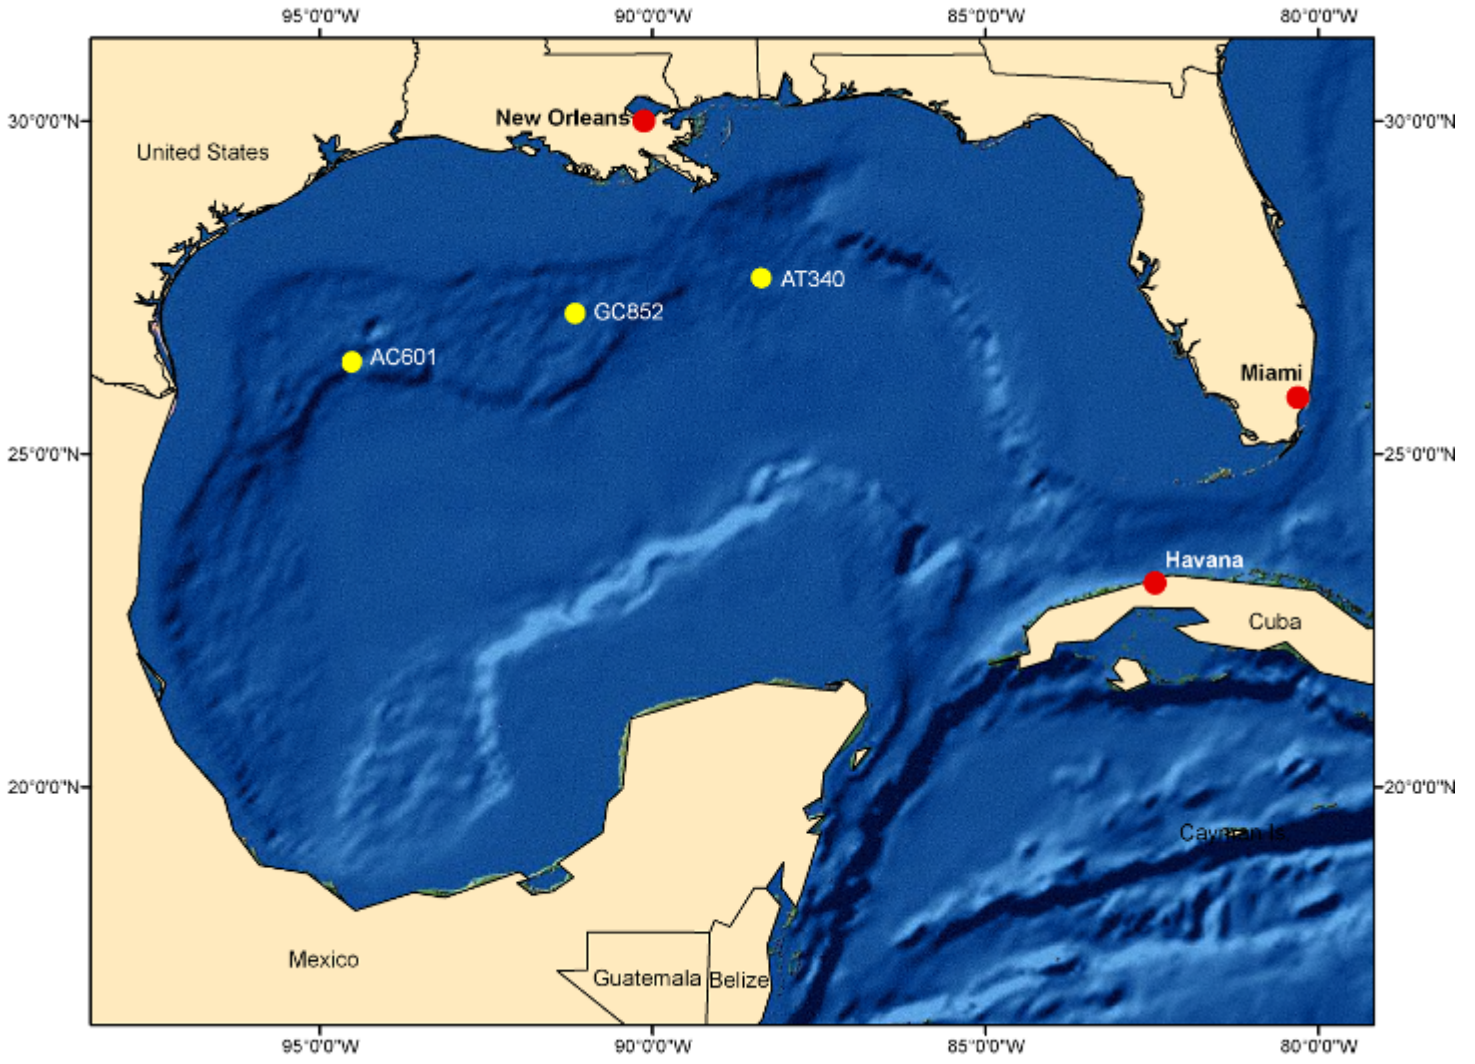 95°0'0"W 90°0'0"W 85°0'0"W 80°0'0"W
30°0'0"N New Orleans 30°0'0"N
United States
AT340
GC852
AC601
Miami
25°0'0"N 25°0'0"N
Havana
Cuba
20°0'0"N 20°0'0"N
Cayman Is.
Mexico
Guatemala Belize
95°0'0"W 90°0'0"W 85°0'0"W 80°0'0"W